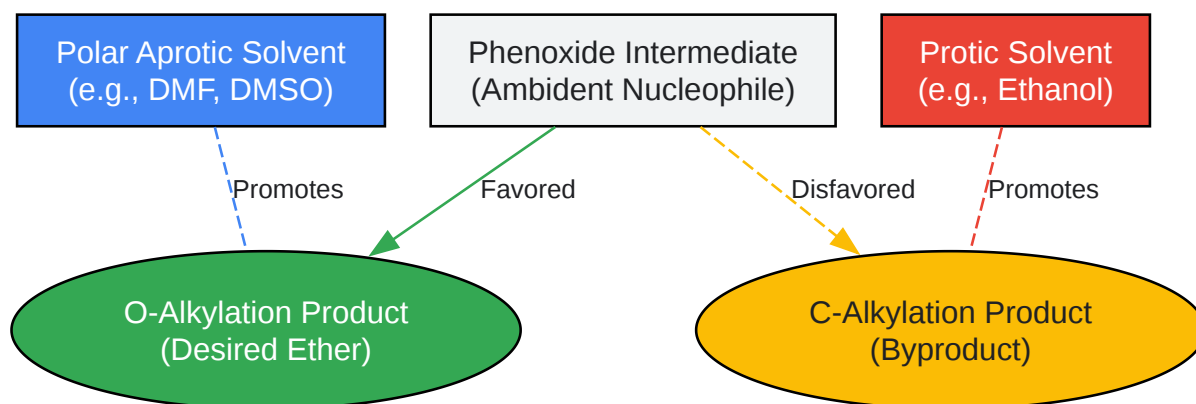 Polar Aprotic Solvent
(e.g., DMF, DMSO)
Phenoxide Intermediate
(Ambident Nucleophile)
Protic Solvent
(e.g., Ethanol)
Promotes
Favored
Disfavored
Promotes
O-Alkylation Product
(Desired Ether)
C-Alkylation Product
(Byproduct)